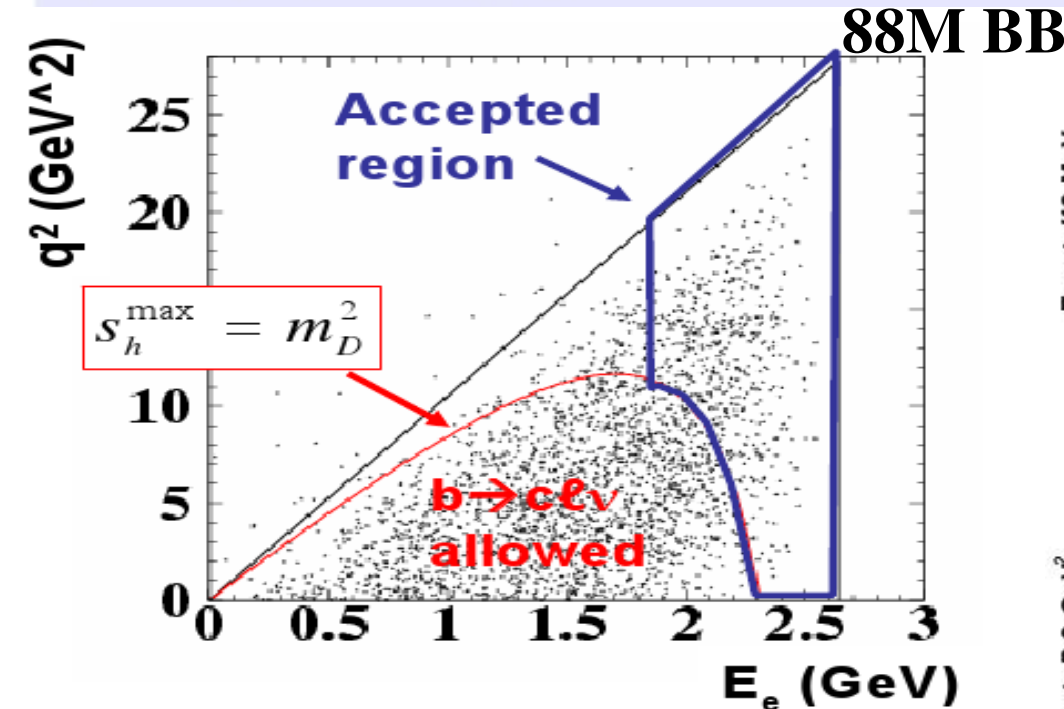 88M BB
q² (GeV^2)
25
20
10
5
0
Accepted
region
s_h^max = m_D^2
b→cℓν
allowed
0 0.5 1 1.5 2 2.5 3
E_e (GeV)